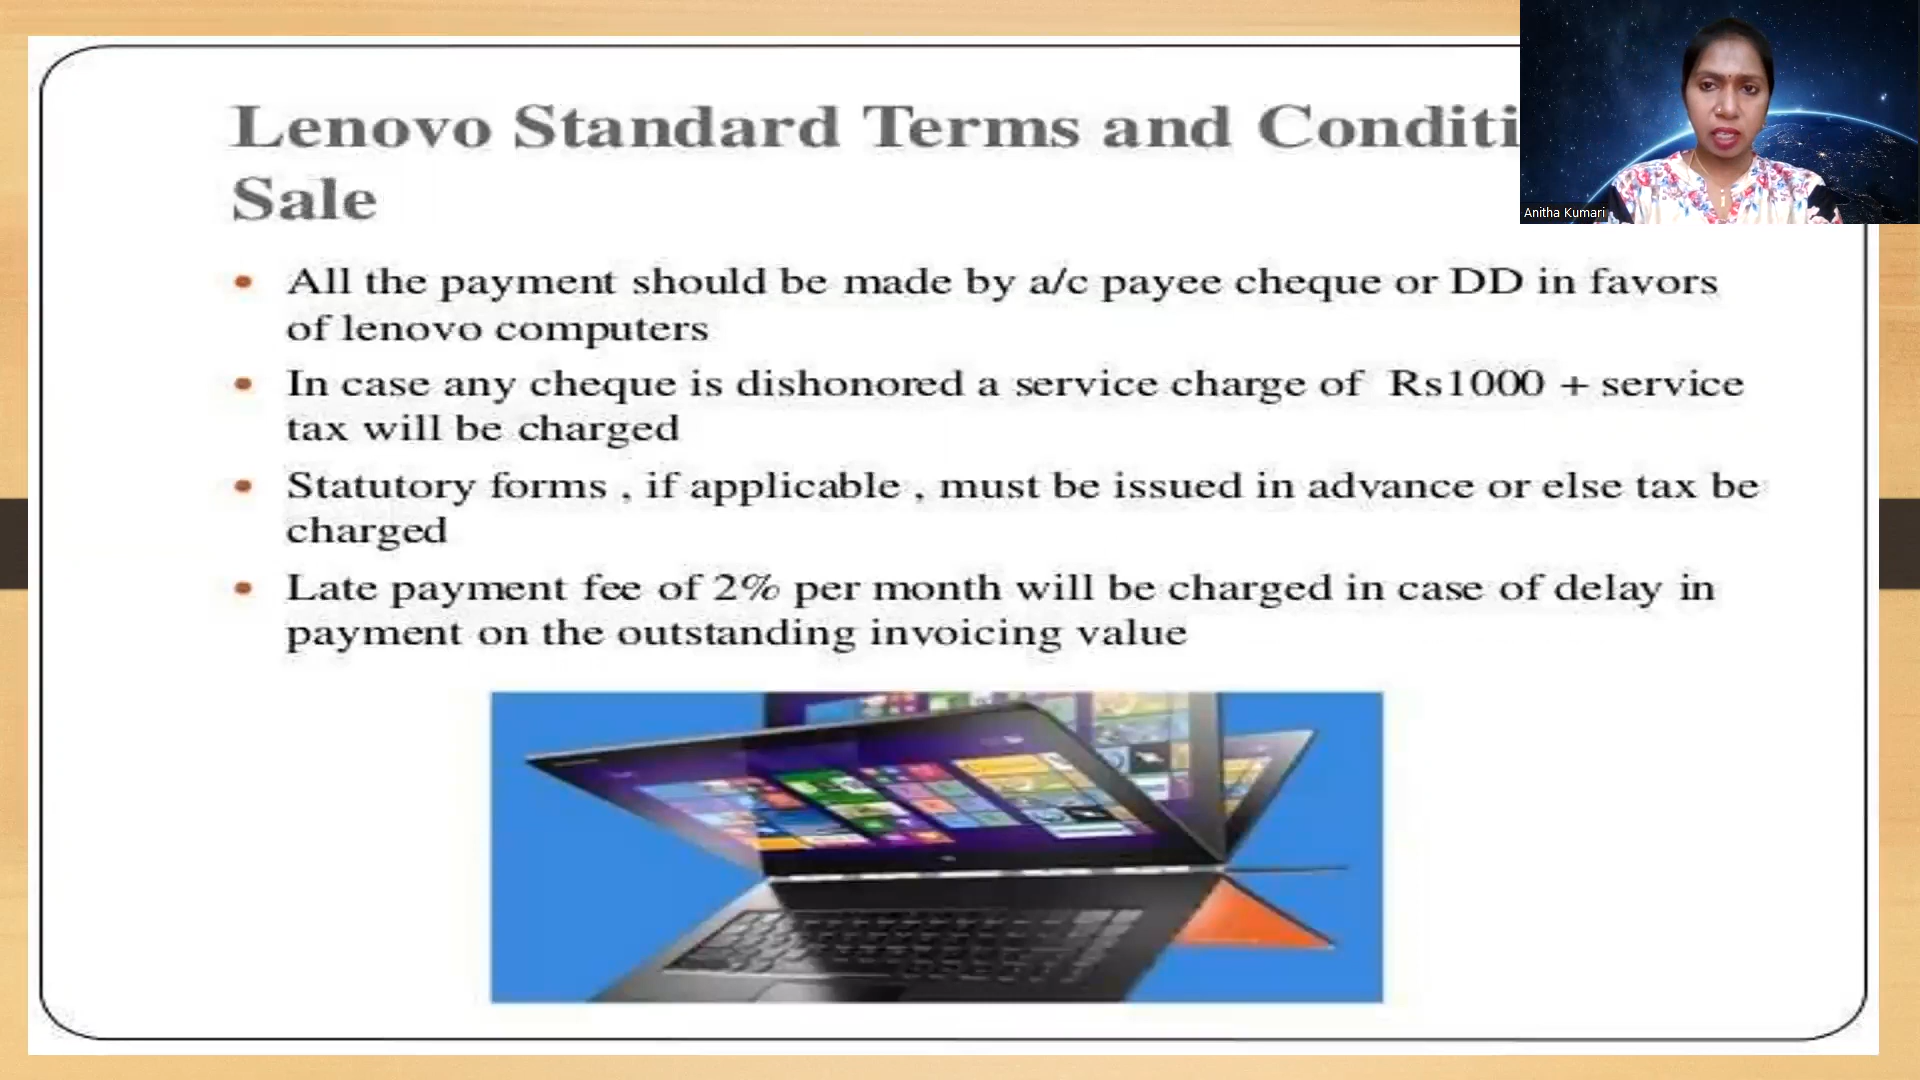 Lenovo Standard Terms and Conditi
Sale
• All the payment should be made by a/c payee cheque or DD in favors
of lenovo computers
• In case any cheque is dishonored a service charge of Rs1000 + service
tax will be charged
• Statutory forms , if applicable , must be issued in advance or else tax be
charged
• Late payment fee of 2% per month will be charged in case of delay in
payment on the outstanding invoicing value
Anitha Kumari